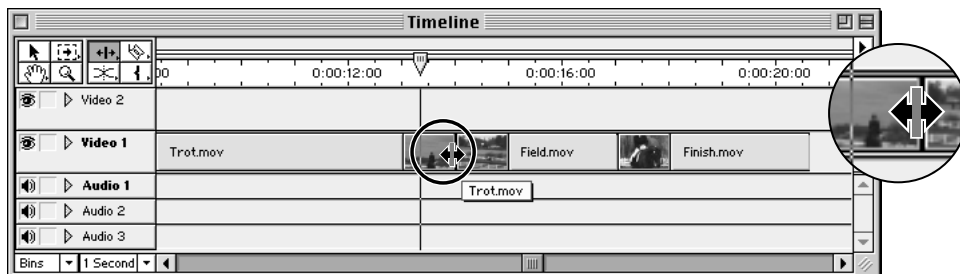 Timeline
00 0:00:12:00 0:00:16:00 0:00:20:00
Video 2
Video 1
Trot.mov Field.mov Finish.mov
Trot.mov
Audio 1
Audio 2
Audio 3
Bins 1 Second